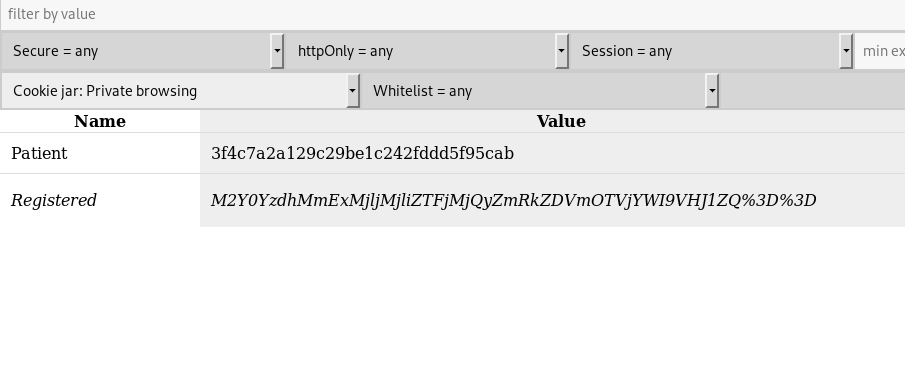 filter by value
Secure = any httpOnly = any Session = any min ex
Cookie jar: Private browsing Whitelist = any
Name Value
Patient 3f4c7a2a129c29be1c242fddd5f95cab
Registered M2Y0YzdhMmExMjljMjliZTFjMjQyZmRkZDVmOTVjYWI9VHJ1ZQ%3D%3D